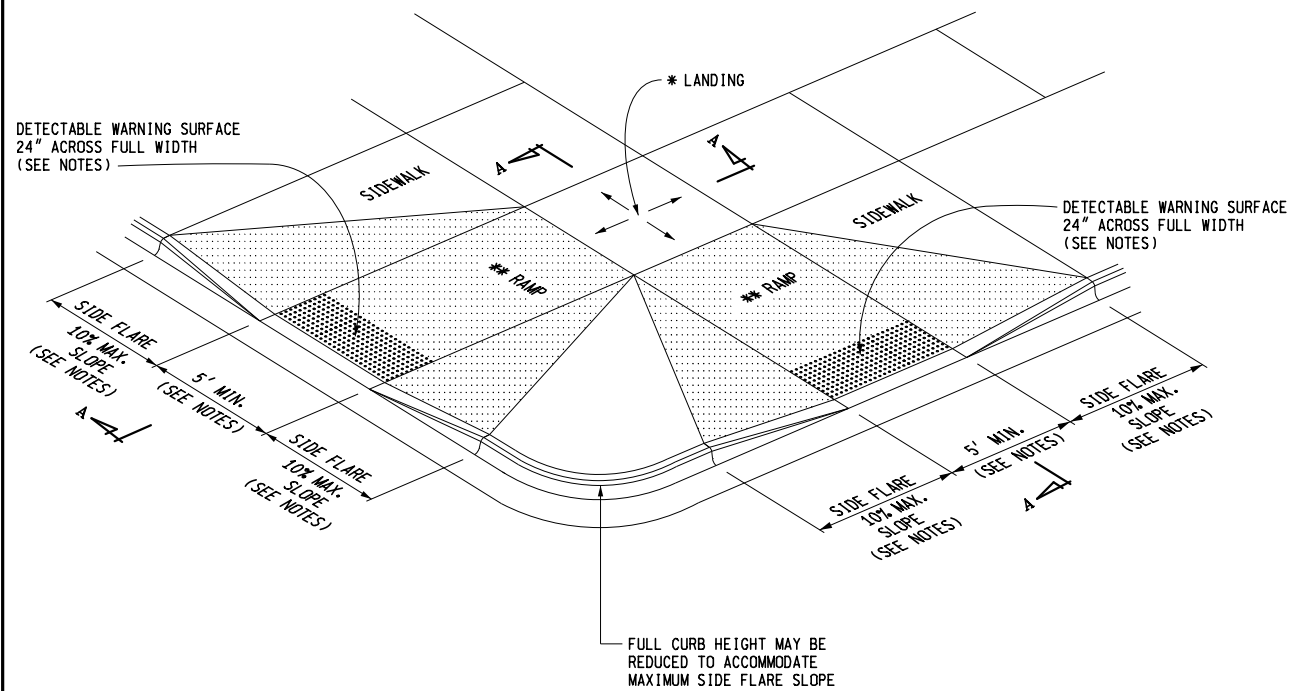 * LANDING
DETECTABLE WARNING SURFACE
24" ACROSS FULL WIDTH
(SEE NOTES)
A
A
SIDEWALK
SIDEWALK
DETECTABLE WARNING SURFACE
24" ACROSS FULL WIDTH
(SEE NOTES)
** RAMP
** RAMP
SIDE FLARE
10% MAX.
SLOPE
(SEE NOTES)
5' MIN.
(SEE NOTES)
A
SIDE FLARE
10% MAX.
SLOPE
(SEE NOTES)
SIDE FLARE
10% MAX.
SLOPE
(SEE NOTES)
5' MIN.
(SEE NOTES)
A
SIDE FLARE
10% MAX.
SLOPE
(SEE NOTES)
FULL CURB HEIGHT MAY BE
REDUCED TO ACCOMMODATE
MAXIMUM SIDE FLARE SLOPE